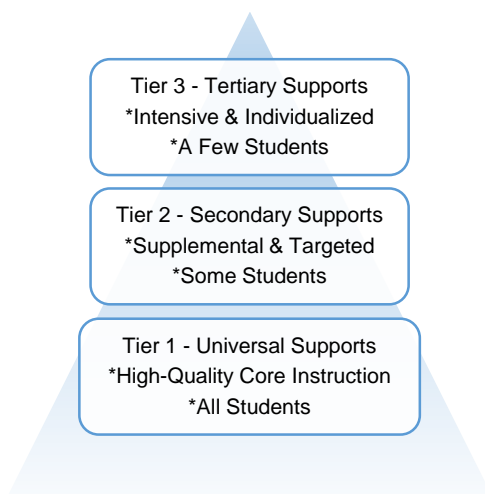 Tier 3 - Tertiary Supports
*Intensive & Individualized
*A Few Students
Tier 2 - Secondary Supports
*Supplemental & Targeted
*Some Students
Tier 1 - Universal Supports
*High-Quality Core Instruction
*All Students